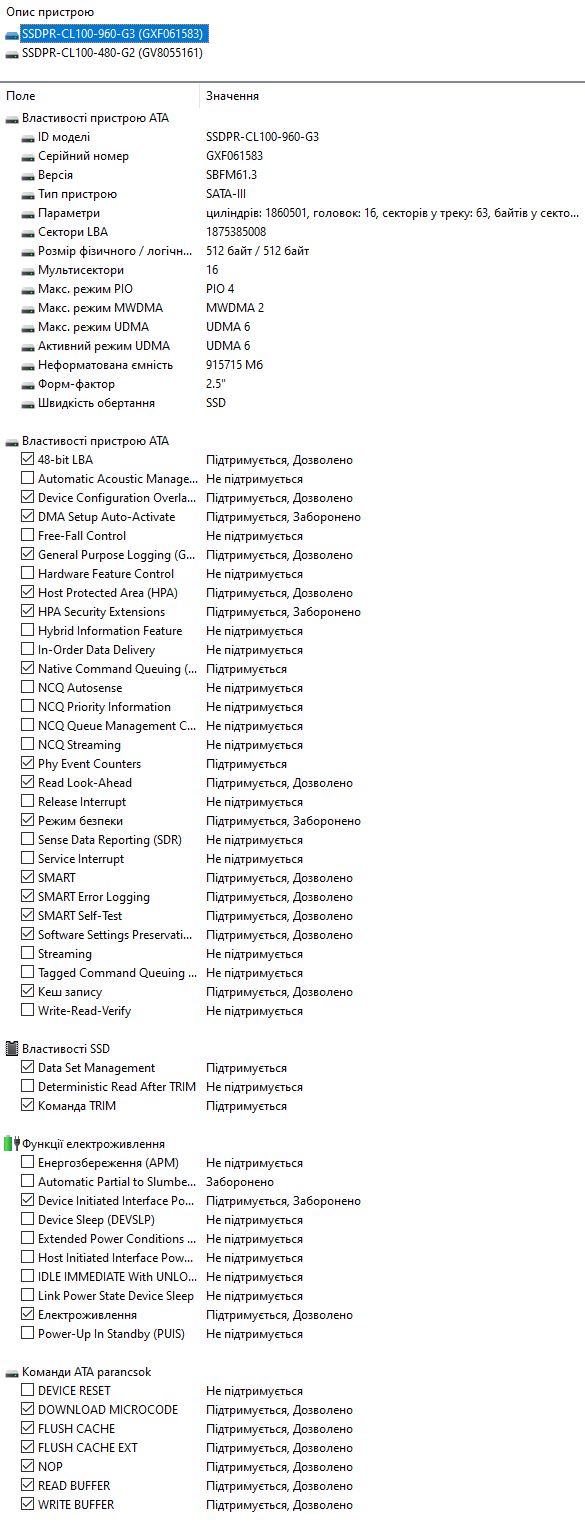 Опис пристрою
SSDPR-CL100-960-G3 (GXF061583)
SSDPR-CL100-480-G2 (GV8055161)
Поле Значення
Властивості пристрою ATA
ID моделі SSDPR-CL100-960-G3
Серійний номер GXF061583
Версія SBFM61.3
Тип пристрою SATA-III
Параметри циліндрів: 1860501, головок: 16, секторів у треку: 63, байтів у секто...
Сектори LBA 1875385008
Розмір фізичного / логічн... 512 байт / 512 байт
Мультисектори 16
Макс. режим PIO PIO 4
Макс. режим MWDMA MWDMA 2
Макс. режим UDMA UDMA 6
Активний режим UDMA UDMA 6
Неформатована ємність 915715 Мб
Форм-фактор 2.5"
Швидкість обертання SSD
Властивості пристрою ATA
48-bit LBA Підтримується, Дозволено
Automatic Acoustic Manage... Не підтримується
Device Configuration Overla... Підтримується, Дозволено
DMA Setup Auto-Activate Підтримується, Заборонено
Free-Fall Control Не підтримується
General Purpose Logging (G... Підтримується, Дозволено
Hardware Feature Control Не підтримується
Host Protected Area (HPA) Підтримується, Дозволено
HPA Security Extensions Підтримується, Заборонено
Hybrid Information Feature Не підтримується
In-Order Data Delivery Не підтримується
Native Command Queuing (... Підтримується
NCQ Autosense Не підтримується
NCQ Priority Information Не підтримується
NCQ Queue Management C... Не підтримується
NCQ Streaming Не підтримується
Phy Event Counters Підтримується
Read Look-Ahead Підтримується, Дозволено
Release Interrupt Не підтримується
Режим безпеки Підтримується, Заборонено
Sense Data Reporting (SDR) Не підтримується
Service Interrupt Не підтримується
SMART Підтримується, Дозволено
SMART Error Logging Підтримується, Дозволено
SMART Self-Test Підтримується, Дозволено
Software Settings Preservati... Підтримується, Дозволено
Streaming Не підтримується
Tagged Command Queuing ... Не підтримується
Кеш запису Підтримується, Дозволено
Write-Read-Verify Не підтримується
Властивості SSD
Data Set Management Підтримується
Deterministic Read After TRIM Не підтримується
Команда TRIM Підтримується
Функції електроживлення
Енергозбереження (APM) Не підтримується
Automatic Partial to Slumbe... Заборонено
Device Initiated Interface Po... Підтримується, Заборонено
Device Sleep (DEVSLP) Не підтримується
Extended Power Conditions ... Не підтримується
Host Initiated Interface Pow... Не підтримується
IDLE IMMEDIATE With UNLO... Не підтримується
Link Power State Device Sleep Не підтримується
Електроживлення Підтримується, Дозволено
Power-Up In Standby (PUIS) Не підтримується
Команди ATA parancsok
DEVICE RESET Не підтримується
DOWNLOAD MICROCODE Підтримується, Дозволено
FLUSH CACHE Підтримується, Дозволено
FLUSH CACHE EXT Підтримується, Дозволено
NOP Підтримується, Дозволено
READ BUFFER Підтримується, Дозволено
WRITE BUFFER Підтримується, Дозволено